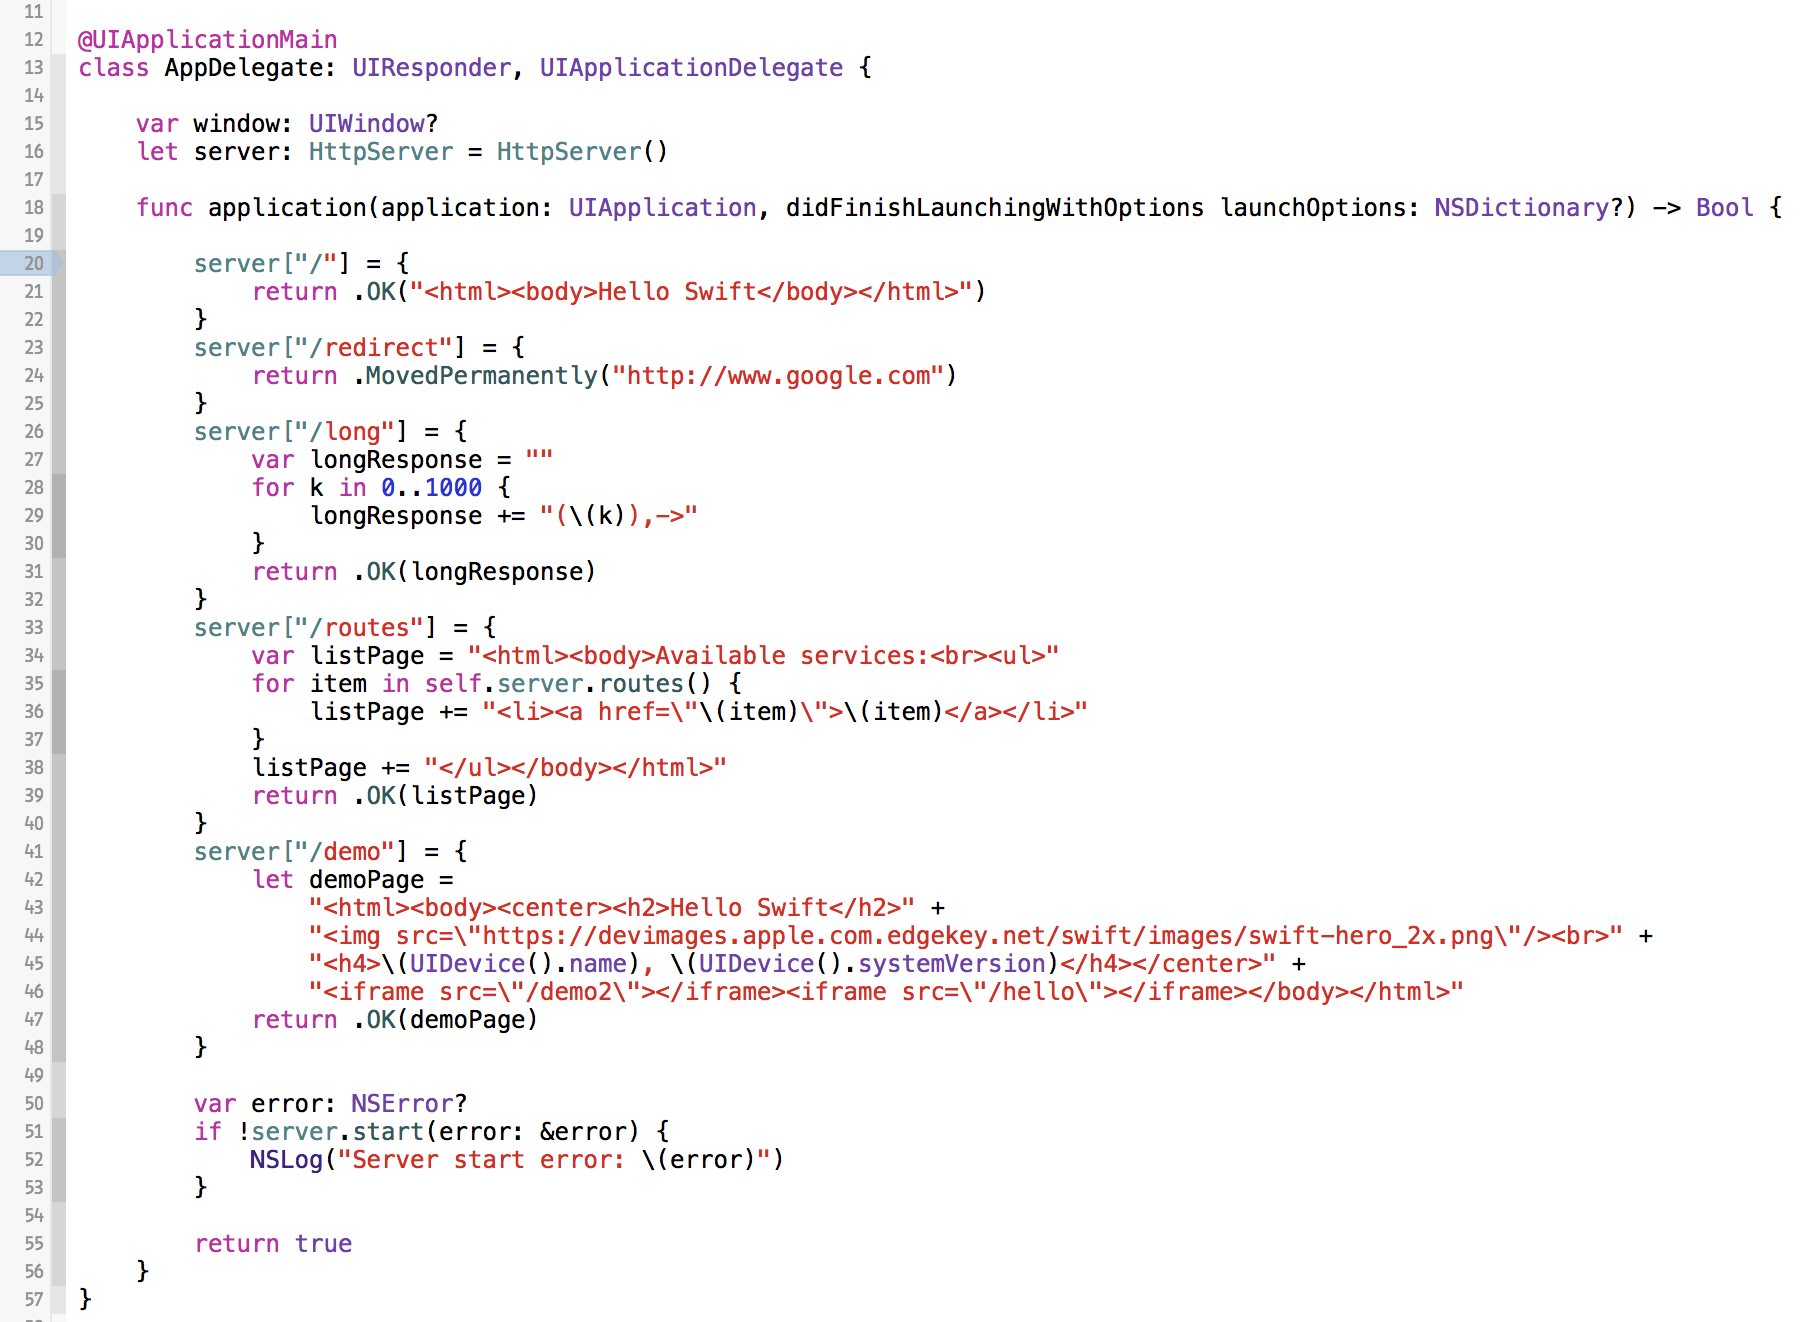 11
12 @UIApplicationMain
13 class AppDelegate: UIResponder, UIApplicationDelegate {
14
15     var window: UIWindow?
16     let server: HttpServer = HttpServer()
17
18     func application(application: UIApplication, didFinishLaunchingWithOptions launchOptions: NSDictionary?) -> Bool {
19
20         server["/"] = {
21             return .OK("<html><body>Hello Swift</body></html>")
22         }
23         server["/redirect"] = {
24             return .MovedPermanently("http://www.google.com")
25         }
26         server["/long"] = {
27             var longResponse = ""
28             for k in 0..1000 {
29                 longResponse += "(\(k)),->"
30             }
31             return .OK(longResponse)
32         }
33         server["/routes"] = {
34             var listPage = "<html><body>Available services:<br><ul>"
35             for item in self.server.routes() {
36                 listPage += "<li><a href=\"\(item)\">\(item)</a></li>"
37             }
38             listPage += "</ul></body></html>"
39             return .OK(listPage)
40         }
41         server["/demo"] = {
42             let demoPage =
43                 "<html><body><center><h2>Hello Swift</h2>" +
44                 "<img src=\"https://devimages.apple.com.edgekey.net/swift/images/swift-hero_2x.png\"/><br>" +
45                 "<h4>\(UIDevice().name), \(UIDevice().systemVersion)</h4></center>" +
46                 "<iframe src=\"/demo2\"></iframe><iframe src=\"/hello\"></iframe></body></html>"
47             return .OK(demoPage)
48         }
49
50         var error: NSError?
51         if !server.start(error: &error) {
52             NSLog("Server start error: \(error)")
53         }
54
55         return true
56     }
57 }